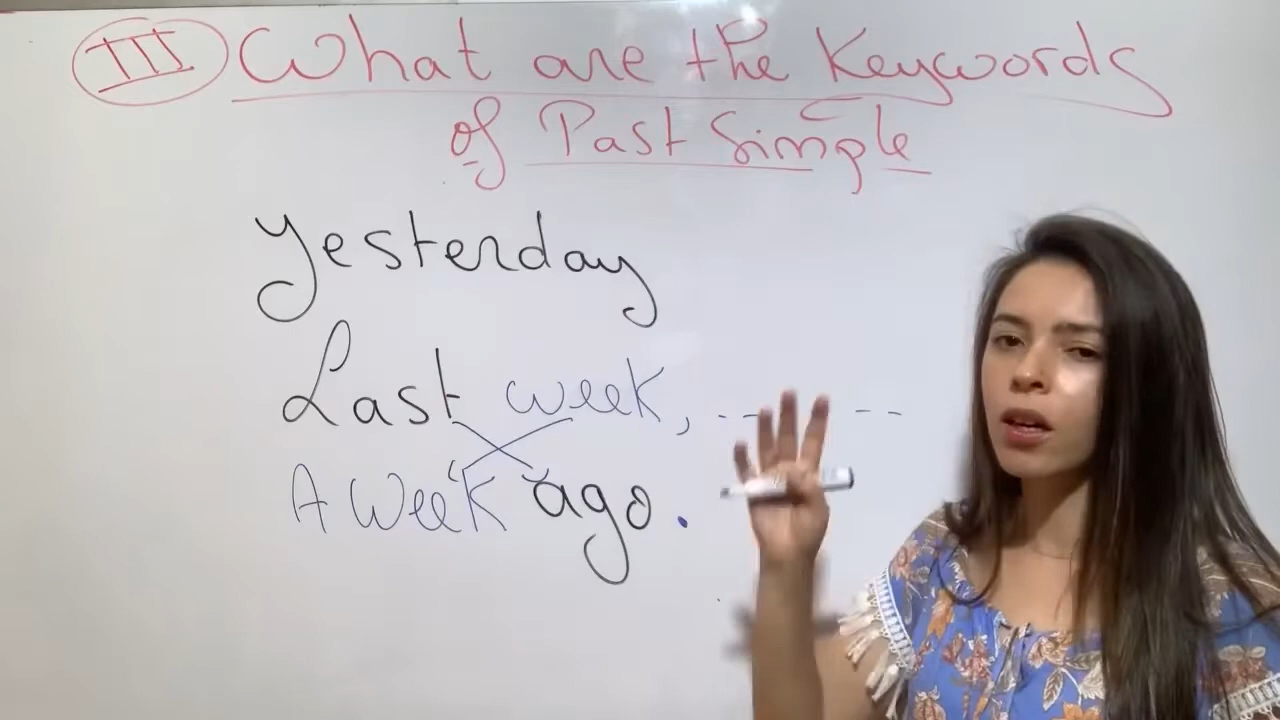 III What are the Keywords
of Past Simple
Yesterday
Last week, - - - -
A Week ago.